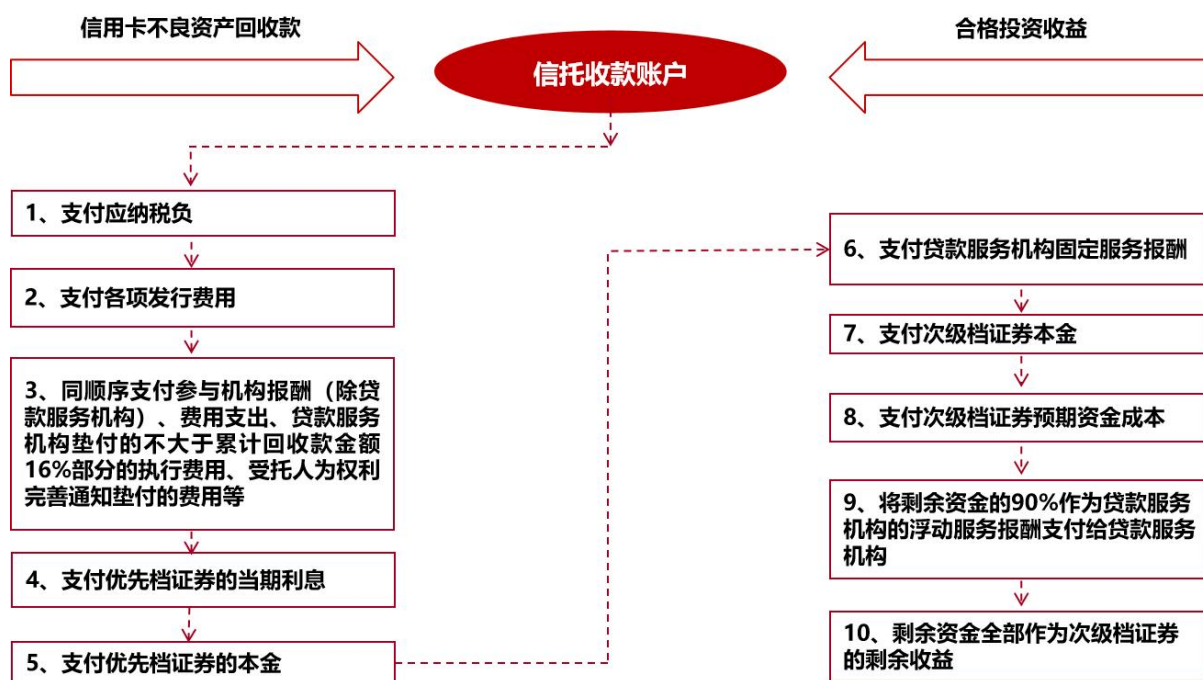 信用卡不良资产回收款
信托收款账户
合格投资收益
1、支付应纳税负
2、支付各项发行费用
3、同顺序支付参与机构报酬（除贷
款服务机构）、费用支出、贷款服务
机构垫付的不大于累计回收款金额
16%部分的执行费用、受托人为权利
完善通知垫付的费用等
4、支付优先档证券的当期利息
5、支付优先档证券的本金
6、支付贷款服务机构固定服务报酬
7、支付次级档证券本金
8、支付次级档证券预期资金成本
9、将剩余资金的90%作为贷款服务
机构的浮动服务报酬支付给贷款服务
机构
10、剩余资金全部作为次级档证券
的剩余收益